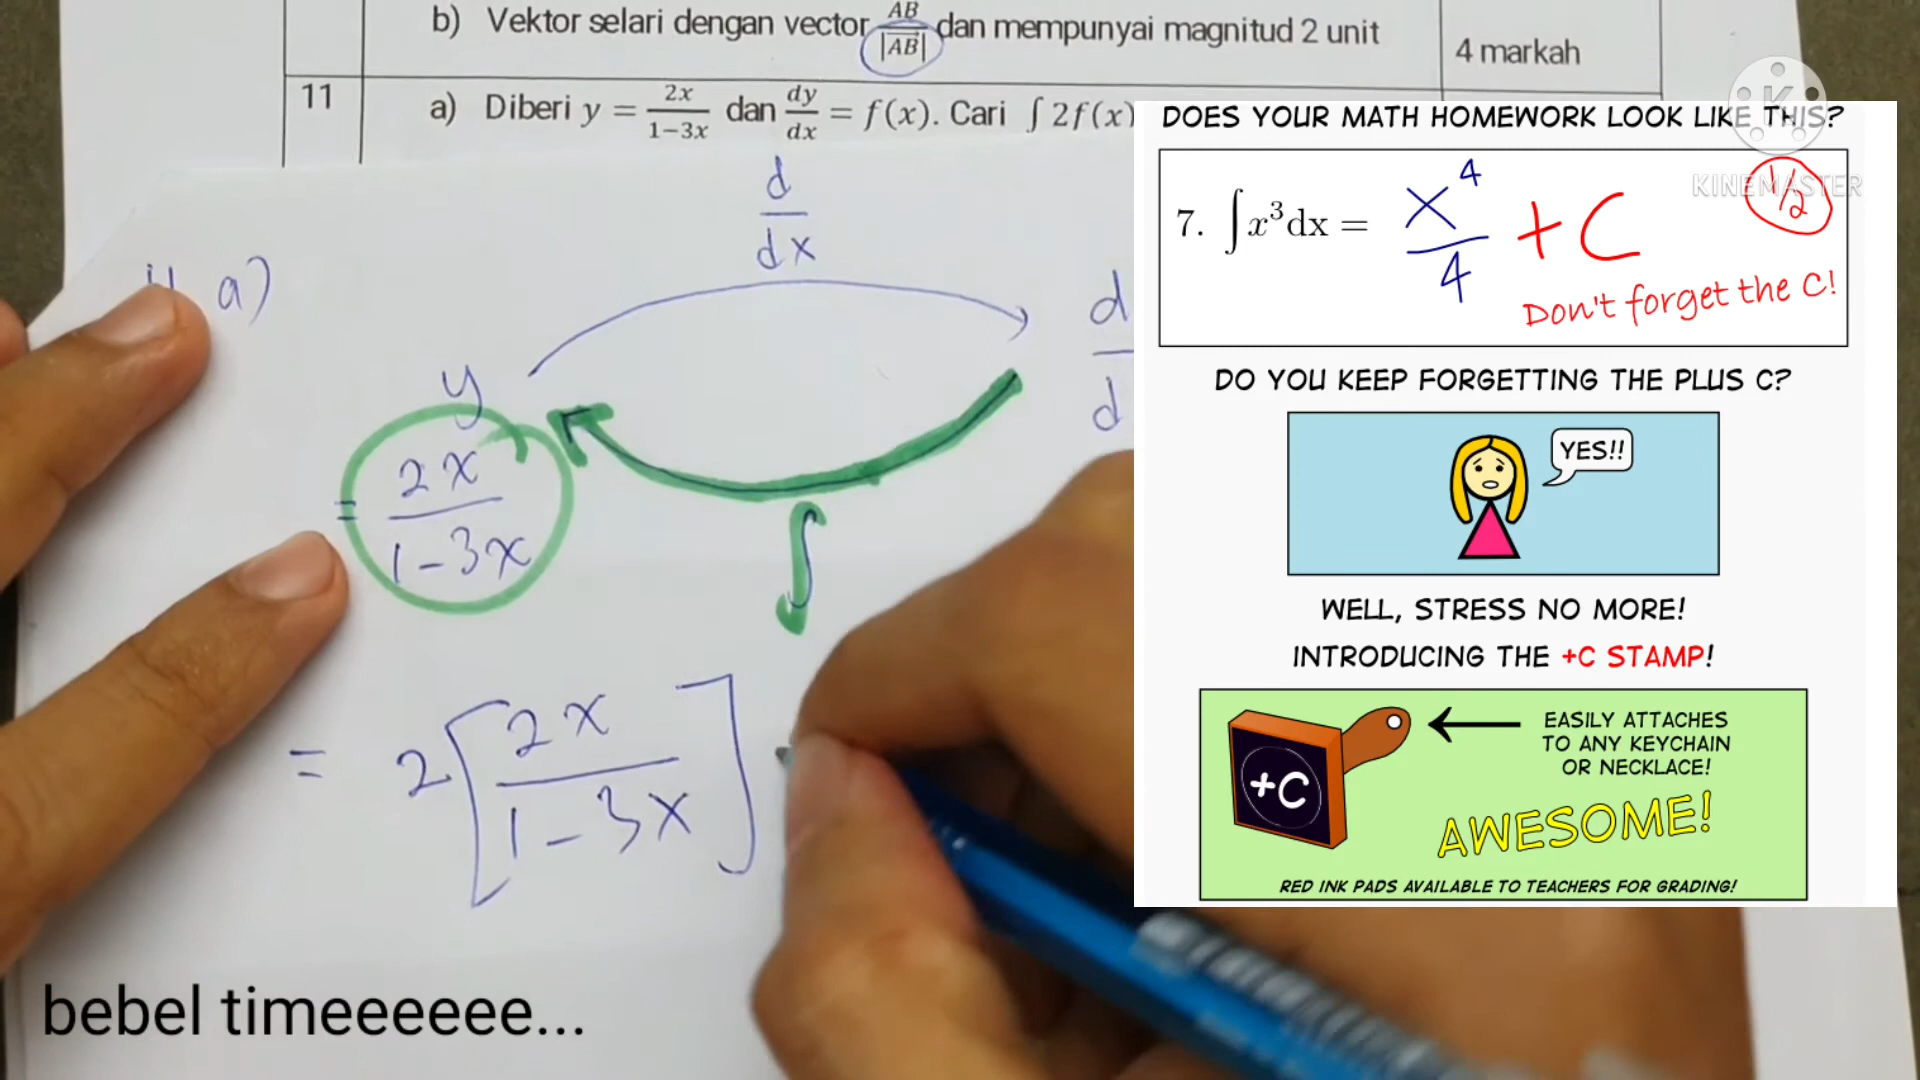 b) Vektor selari dengan vector AB/|AB| dan mempunyai magnitud 2 unit
4 markah
11
a) Diberi y = 2x/1−3x dan dy/dx = f(x). Cari ∫ 2f(x)
a)
d/dx
y
= 2x/1−3x
d
d
∫
= 2[2x/1−3x]
bebel timeeeeee...
DOES YOUR MATH HOMEWORK LOOK LIKE THIS?
K
KINEMASTER
7. ∫x³dx = x⁴/4 + C
1/2
Don't forget the C!
DO YOU KEEP FORGETTING THE PLUS C?
YES!!
WELL, STRESS NO MORE!
INTRODUCING THE +C STAMP!
+C
EASILY ATTACHES
TO ANY KEYCHAIN
OR NECKLACE!
AWESOME!
RED INK PADS AVAILABLE TO TEACHERS FOR GRADING!